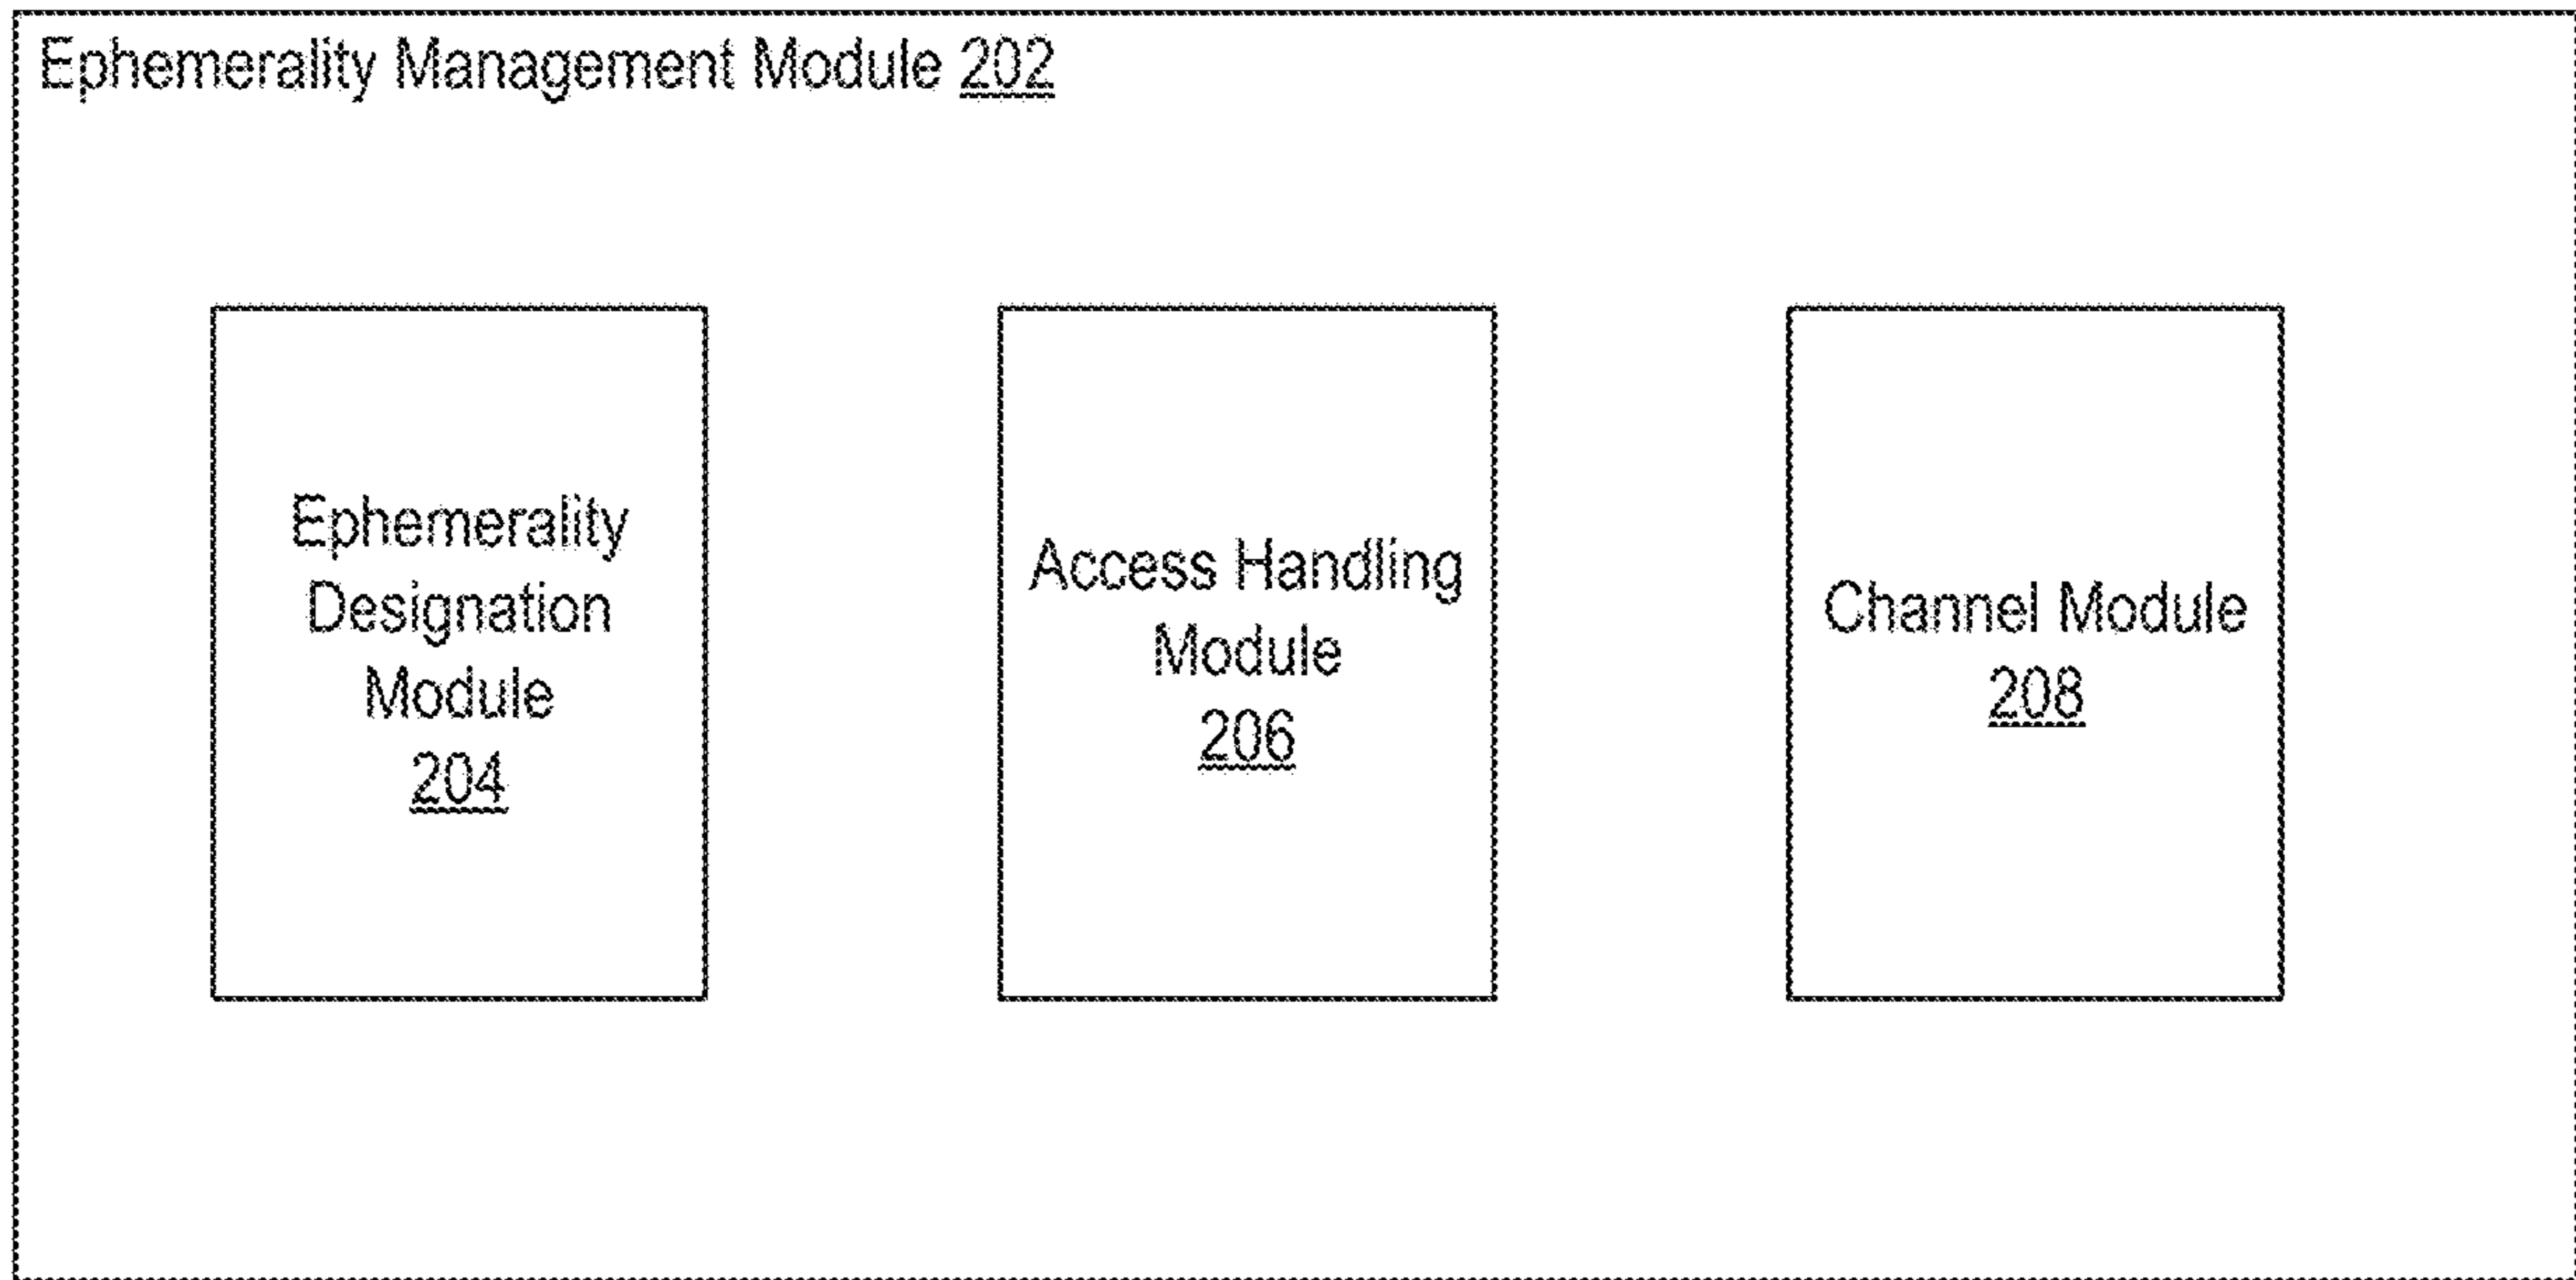 Ephemerality Management Module 202
Ephemerality
Designation
Module
204
Access Handling
Module
206
Channel Module
208